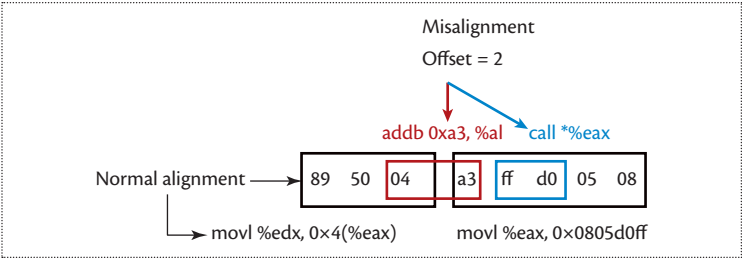 Misalignment
Offset = 2
addb 0xa3, %al call *%eax
Normal alignment 89 50 04 a3 ff d0 05 08
movl %edx, 0×4(%eax) movl %eax, 0×0805d0ff